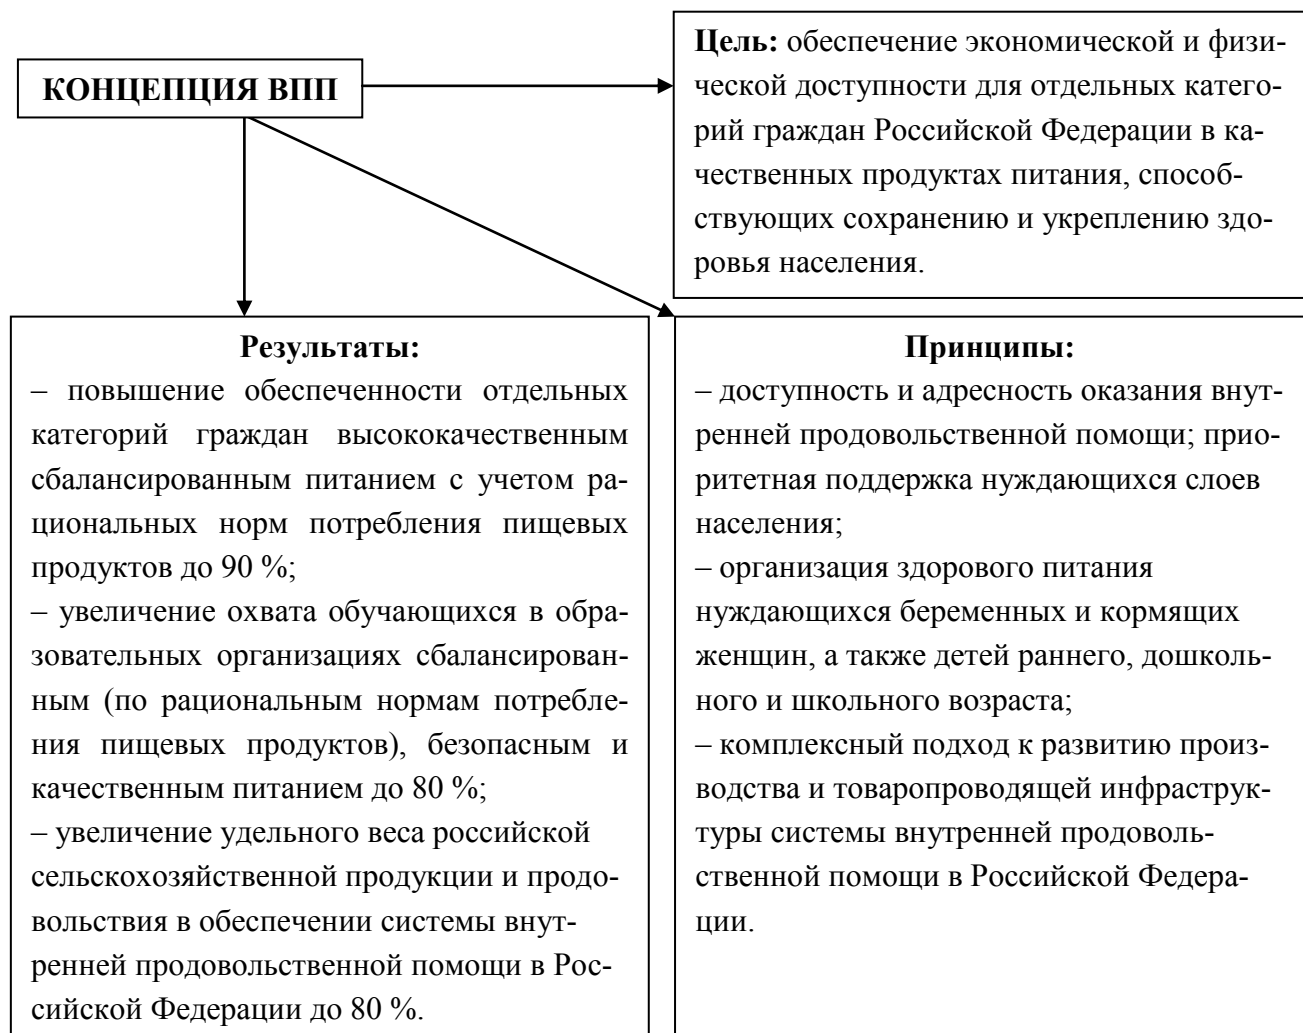 КОНЦЕПЦИЯ ВПП
Цель: обеспечение экономической и физи-
ческой доступности для отдельных катего-
рий граждан Российской Федерации в ка-
чественных продуктах питания, способ-
ствующих сохранению и укреплению здо-
ровья населения.
Результаты:
– повышение обеспеченности отдельных
категорий граждан высококачественным
сбалансированным питанием с учетом ра-
циональных норм потребления пищевых
продуктов до 90 %;
– увеличение охвата обучающихся в обра-
зовательных организациях сбалансирован-
ным (по рациональным нормам потребле-
ния пищевых продуктов), безопасным и
качественным питанием до 80 %;
– увеличение удельного веса российской
сельскохозяйственной продукции и продо-
вольствия в обеспечении системы внут-
ренней продовольственной помощи в Рос-
сийской Федерации до 80 %.
Принципы:
– доступность и адресность оказания внут-
ренней продовольственной помощи; прио-
ритетная поддержка нуждающихся слоев
населения;
– организация здорового питания
нуждающихся беременных и кормящих
женщин, а также детей раннего, дошколь-
ного и школьного возраста;
– комплексный подход к развитию произ-
водства и товаропроводящей инфраструк-
туры системы внутренней продоволь-
ственной помощи в Российской Федера-
ции.